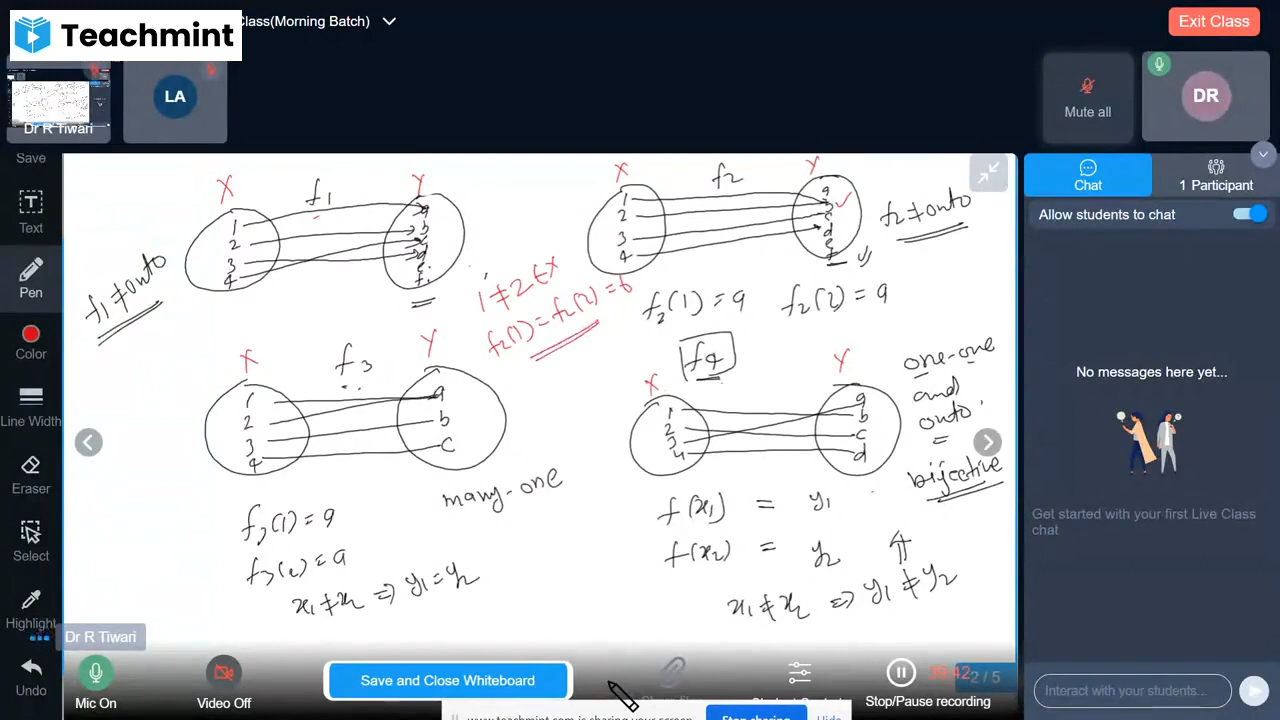 Teachmint
Class(Morning Batch)
Exit Class
LA
Dr R Tiwari
Mute all
DR
Save
Text
Pen
Color
Line Width
Eraser
Select
Highlight
Undo
Chat
1 Participant
Allow students to chat
No messages here yet...
Get started with your first Live Class
chat
Interact with your students...
X f1 Y
1 a
2 b
3 d
4 e
f1 ≠ onto
X f2 Y
1 a
2 b
3 c
4 d
e
f2 ≠ onto
1 ≠ 2 ∈ X
f2(1) = f2(2) = b
f2(1) = a f2(2) = a
X f3 Y
1 a
2 b
3 c
4
many-one
f3(1) = a
f3(2) = a
x1 ≠ x2 ⇒ y1 = y2
f4
X Y
1 a
2 b
3 c
4 d
one-one
and
onto
=
bijective
f(x1) = y1
f(x2) = y2
x1 ≠ x2 ⇒ y1 ≠ y2
Dr R Tiwari
Mic On
Video Off
Save and Close Whiteboard
39:42
2 / 5
Stop/Pause recording
www.teachmint.com is sharing your screen.
Stop sharing
Hide